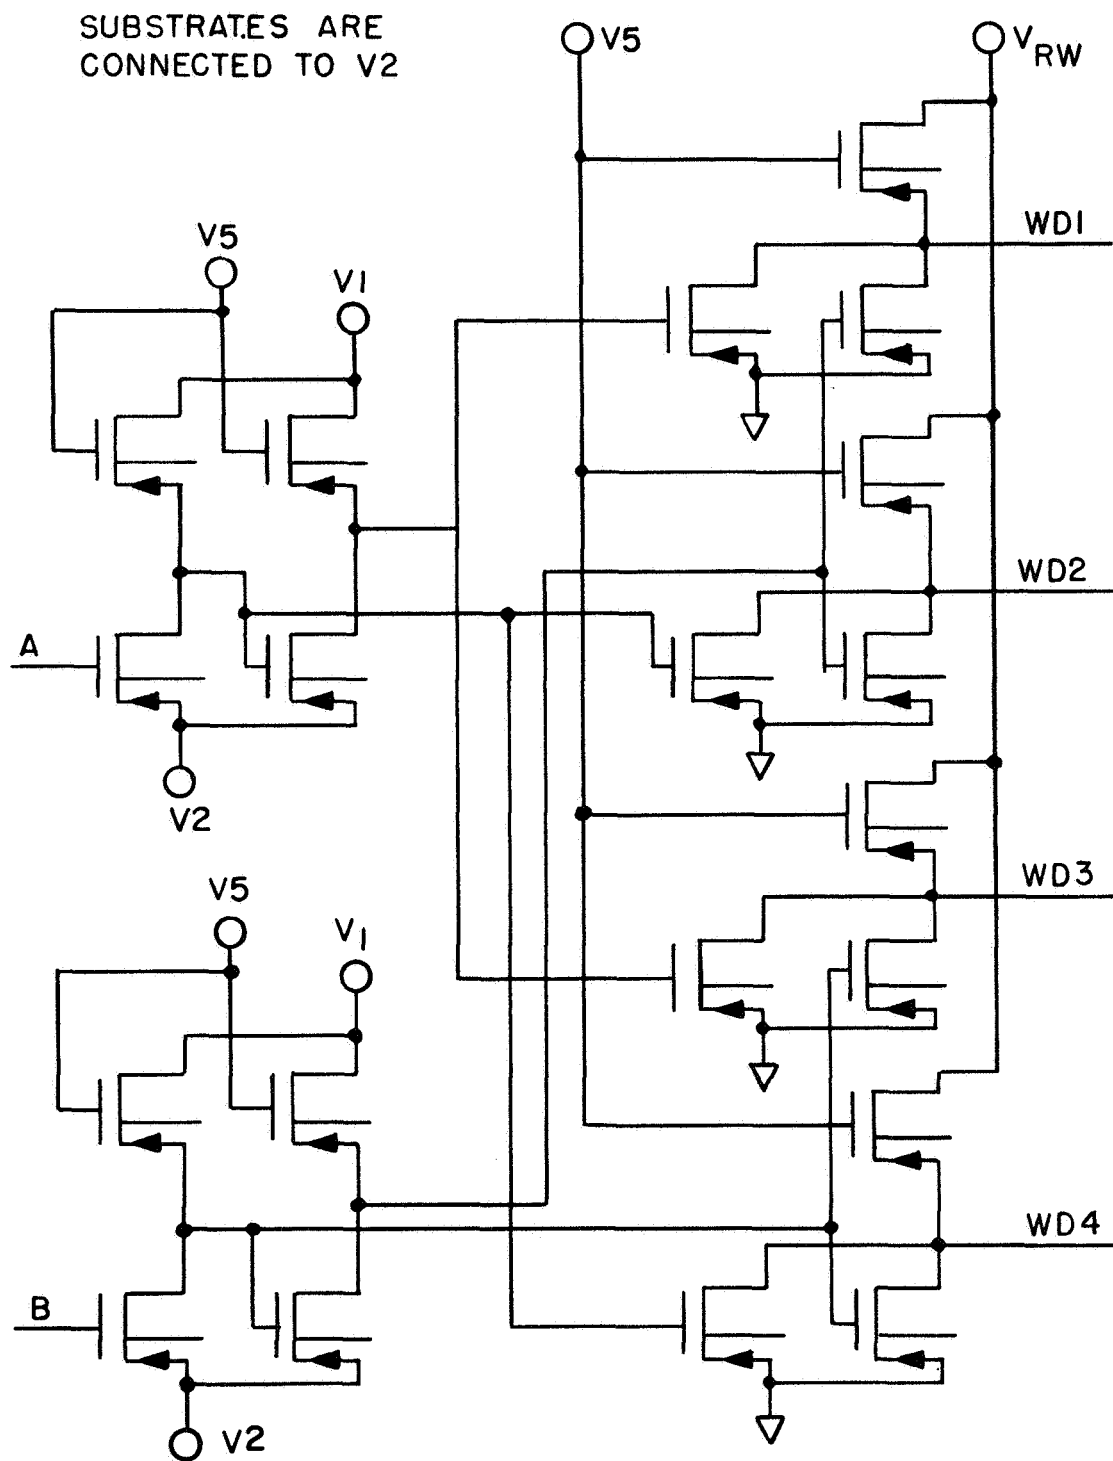 SUBSTRATES ARE
CONNECTED TO V2
V5
VRW
WD1
V5
V1
WD2
A
V2
WD3
V5
V1
WD4
B
V2